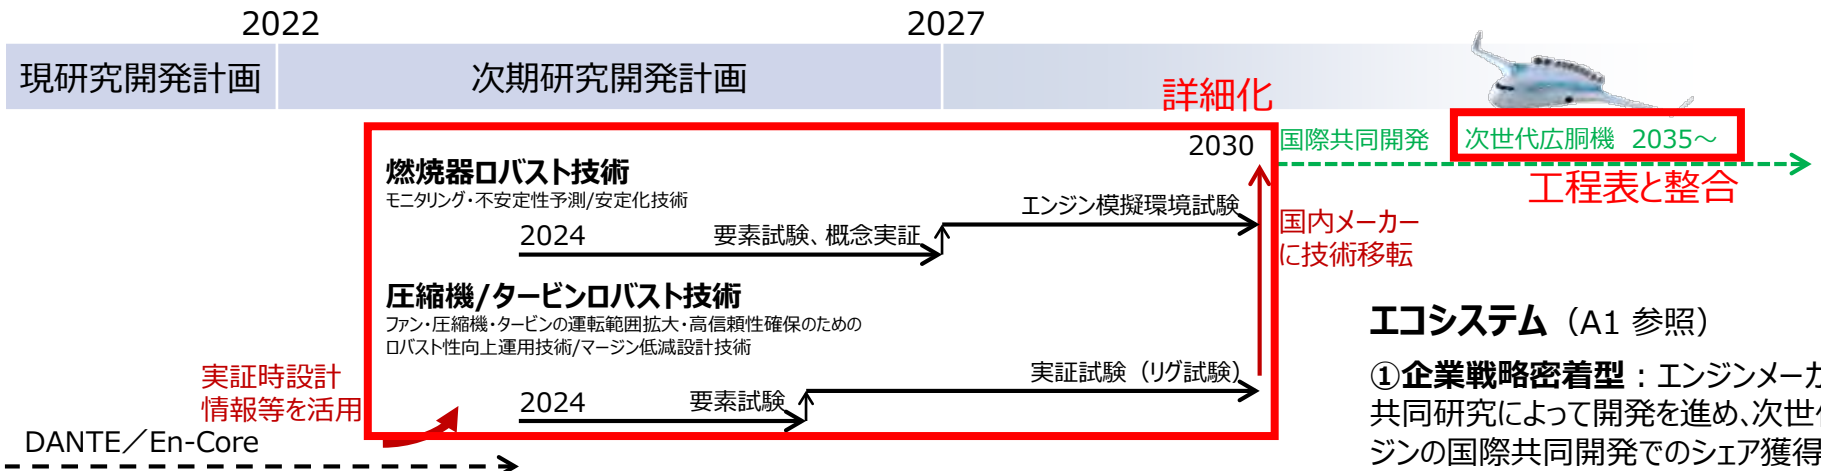 2022
2027
現研究開発計画
次期研究開発計画
詳細化
2030
国際共同開発
次世代広胴機 2035~
工程表と整合
燃焼器ロバスト技術
モニタリング・不安定性予測/安定化技術
エンジン模擬環境試験
2024
要素試験、概念実証
国内メーカー
に技術移転
圧縮機/タービンロバスト技術
ファン・圧縮機・タービンの運転範囲拡大・高信頼性確保のための
ロバスト性向上運用技術/マージン低減設計技術
実証試験（リグ試験）
2024
要素試験
実証時設計
情報等を活用
DANTE／En-Core
エコシステム（A1 参照）
①企業戦略密着型：エンジンメーカ
共同研究によって開発を進め、次世代
ジンの国際共同開発でのシェア獲得